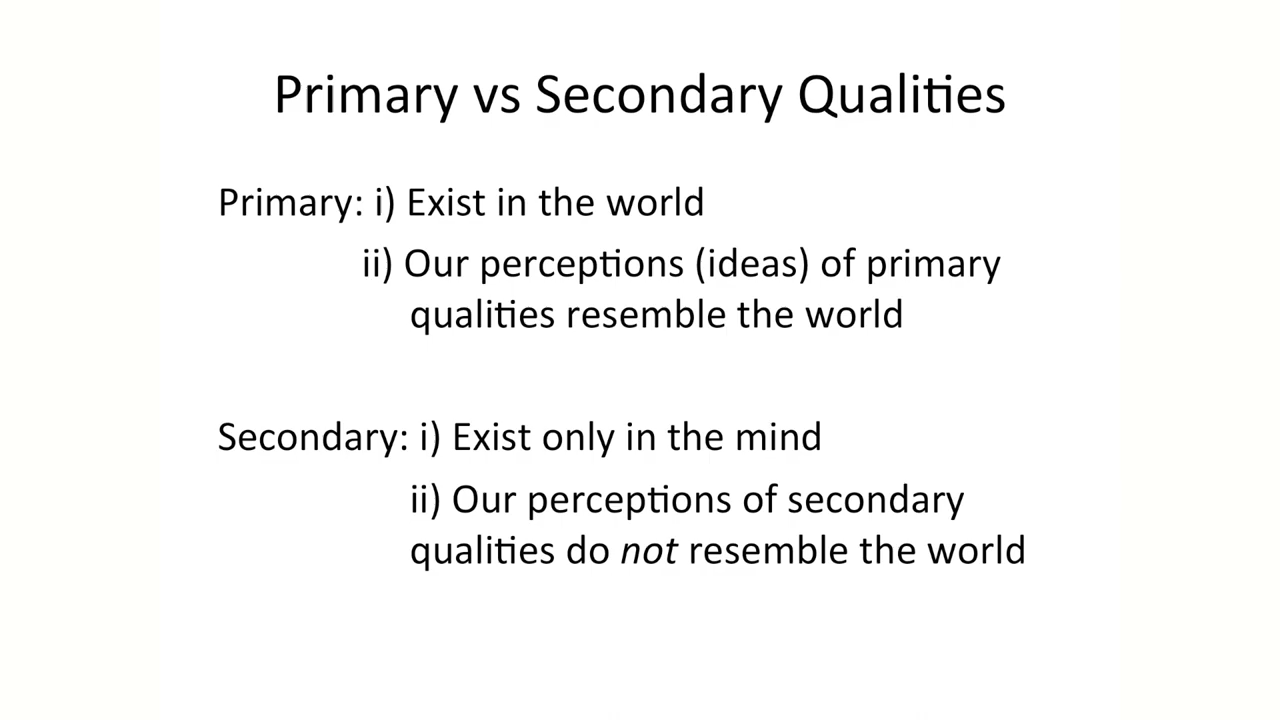 Primary vs Secondary Qualities
Primary: i) Exist in the world
ii) Our perceptions (ideas) of primary
qualities resemble the world
Secondary: i) Exist only in the mind
ii) Our perceptions of secondary
qualities do not resemble the world